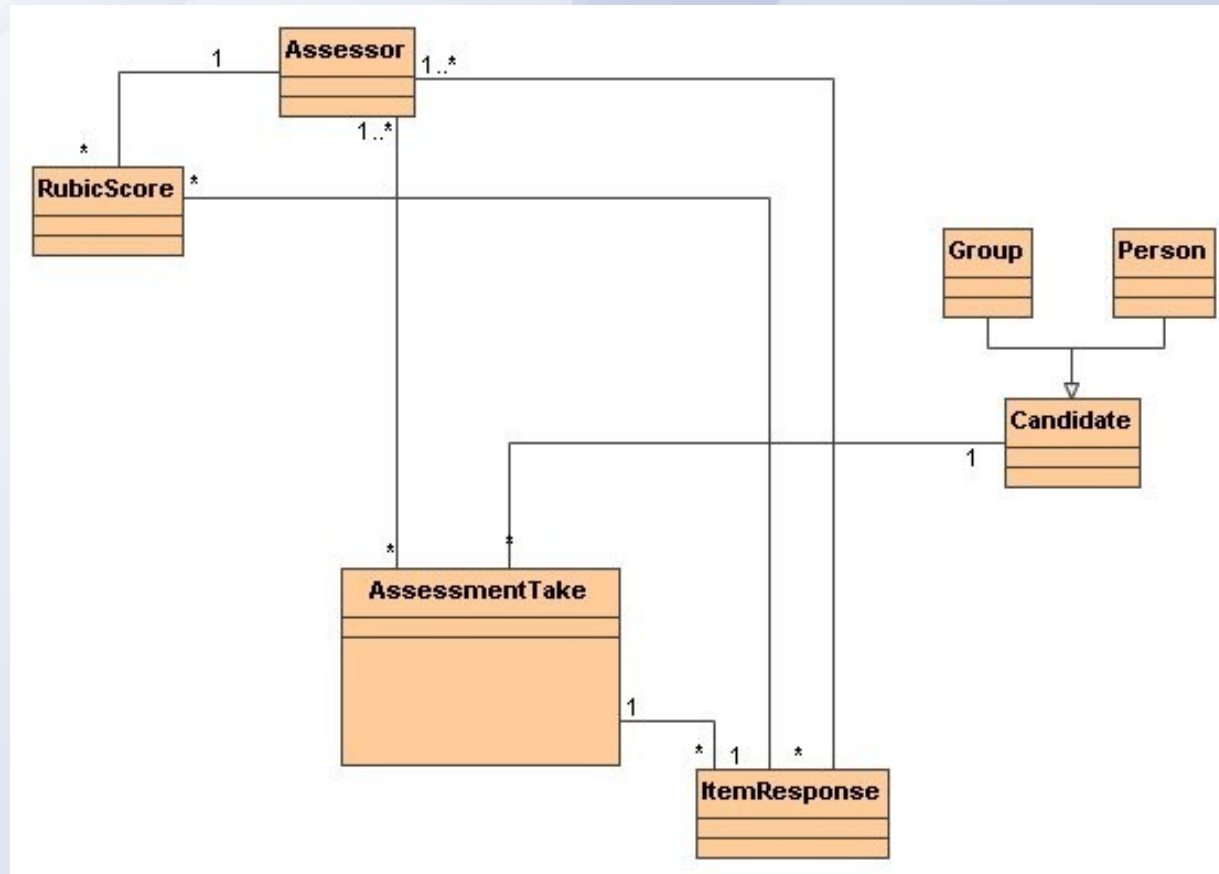 Assessor
1
1..*
1..*
*
RubicScore
*
Group
Person
Candidate
1
*
*
AssessmentTake
1
*
1
*
ItemResponse